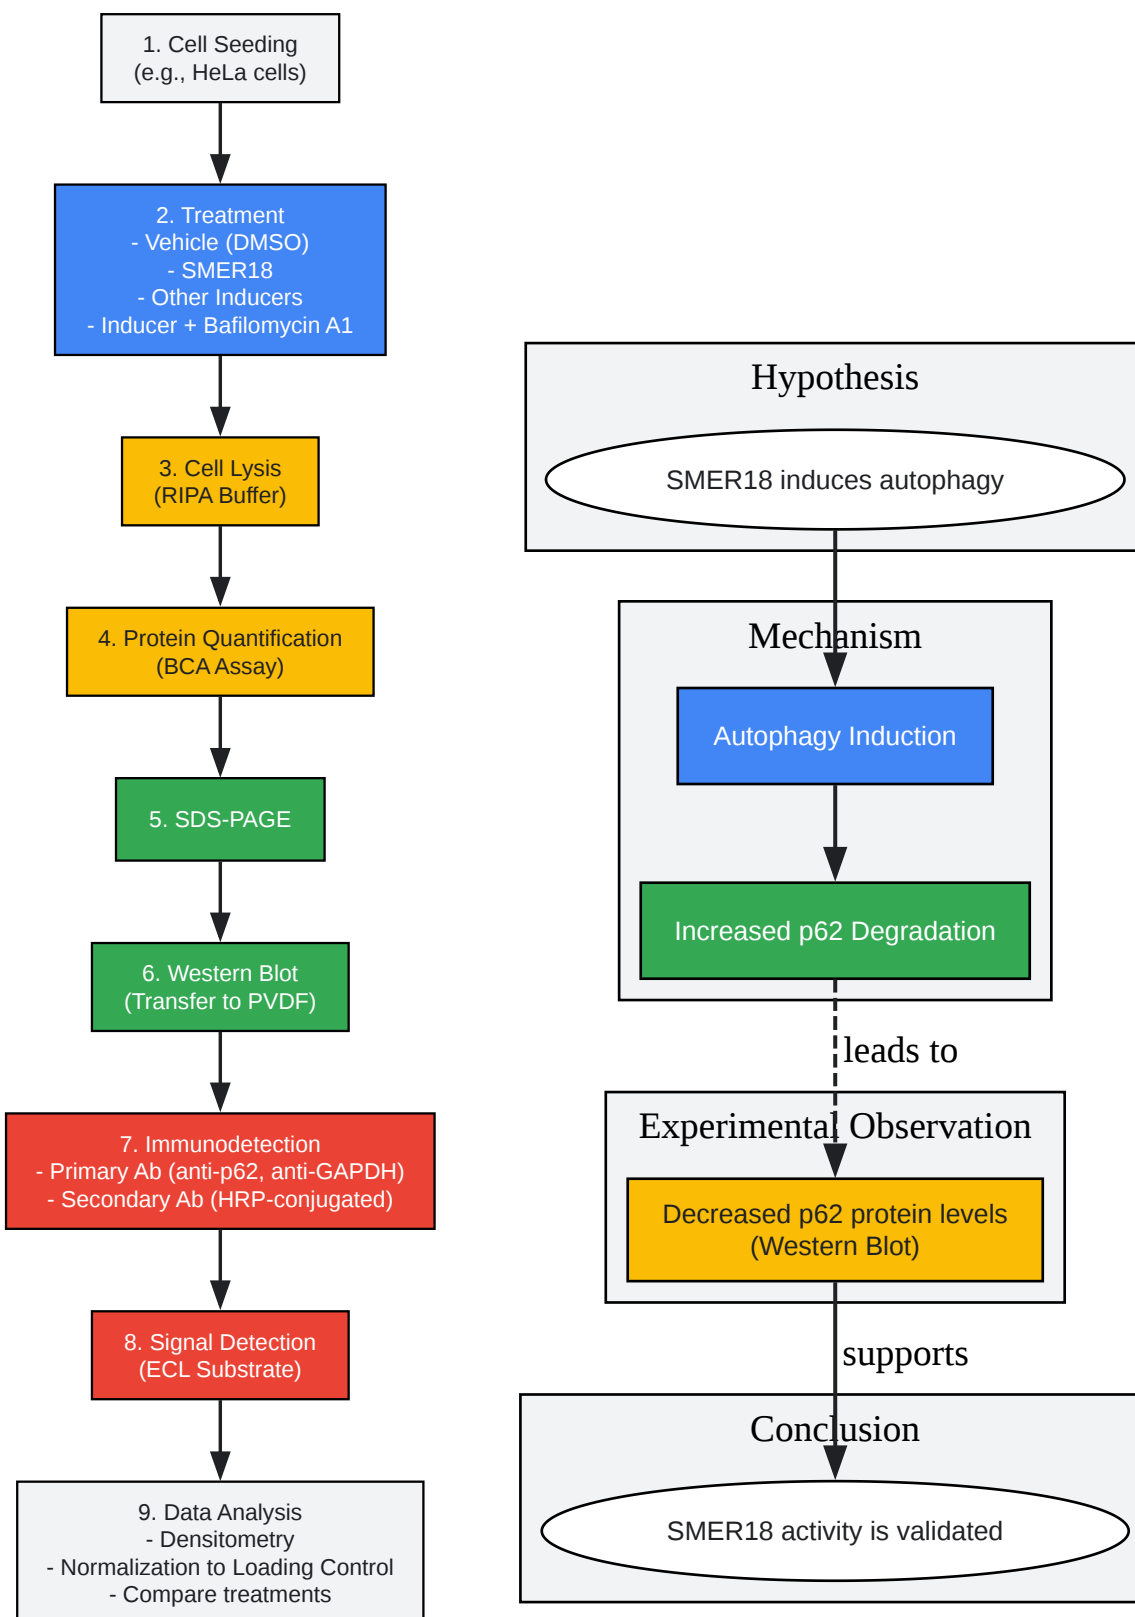 1. Cell Seeding
(e.g., HeLa cells)
2. Treatment
- Vehicle (DMSO)
- SMER18
- Other Inducers
- Inducer + Bafilomycin A1
3. Cell Lysis
(RIPA Buffer)
4. Protein Quantification
(BCA Assay)
5. SDS-PAGE
6. Western Blot
(Transfer to PVDF)
7. Immunodetection
- Primary Ab (anti-p62, anti-GAPDH)
- Secondary Ab (HRP-conjugated)
8. Signal Detection
(ECL Substrate)
9. Data Analysis
- Densitometry
- Normalization to Loading Control
- Compare treatments
Hypothesis
SMER18 induces autophagy
Mechanism
Autophagy Induction
Increased p62 Degradation
leads to
Experimental Observation
Decreased p62 protein levels
(Western Blot)
supports
Conclusion
SMER18 activity is validated